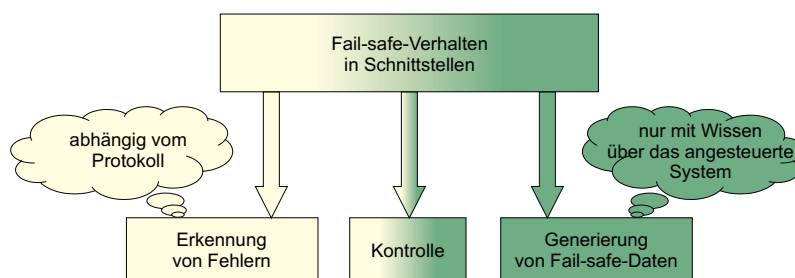 Fail-safe-Verhalten
in Schnittstellen
abhängig vom
Protokoll
nur mit Wissen
über das angesteuerte
System
Erkennung
von Fehlern
Kontrolle
Generierung
von Fail-safe-Daten